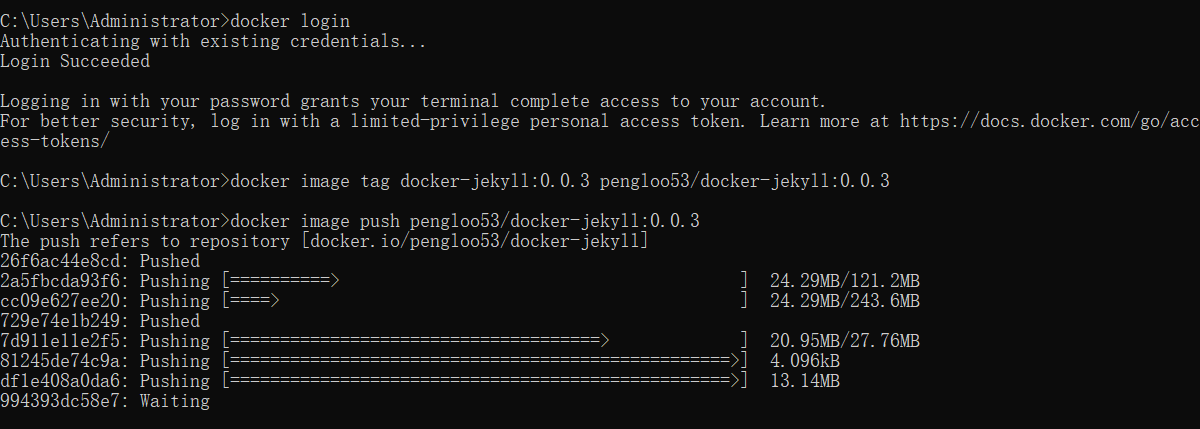 C:\Users\Administrator>docker login
Authenticating with existing credentials...
Login Succeeded
Logging in with your password grants your terminal complete access to your account.
For better security, log in with a limited-privilege personal access token. Learn more at https://docs.docker.com/go/acc
ess-tokens/
C:\Users\Administrator>docker image tag docker-jekyll:0.0.3 pengloo53/docker-jekyll:0.0.3
C:\Users\Administrator>docker image push pengloo53/docker-jekyll:0.0.3
The push refers to repository [docker.io/pengloo53/docker-jekyll]
26f6ac44e8cd: Pushed
2a5fbcda93f6: Pushing [==========>                                        ]  24.29MB/121.2MB
cc09e627ee20: Pushing [====>                                              ]  24.29MB/243.6MB
729e74e1b249: Pushed
7d911e11e2f5: Pushing [=====================================>             ]  20.95MB/27.76MB
81245de74c9a: Pushing [==================================================>]  4.096kB
df1e408a0da6: Pushing [==================================================>]  13.14MB
994393dc58e7: Waiting